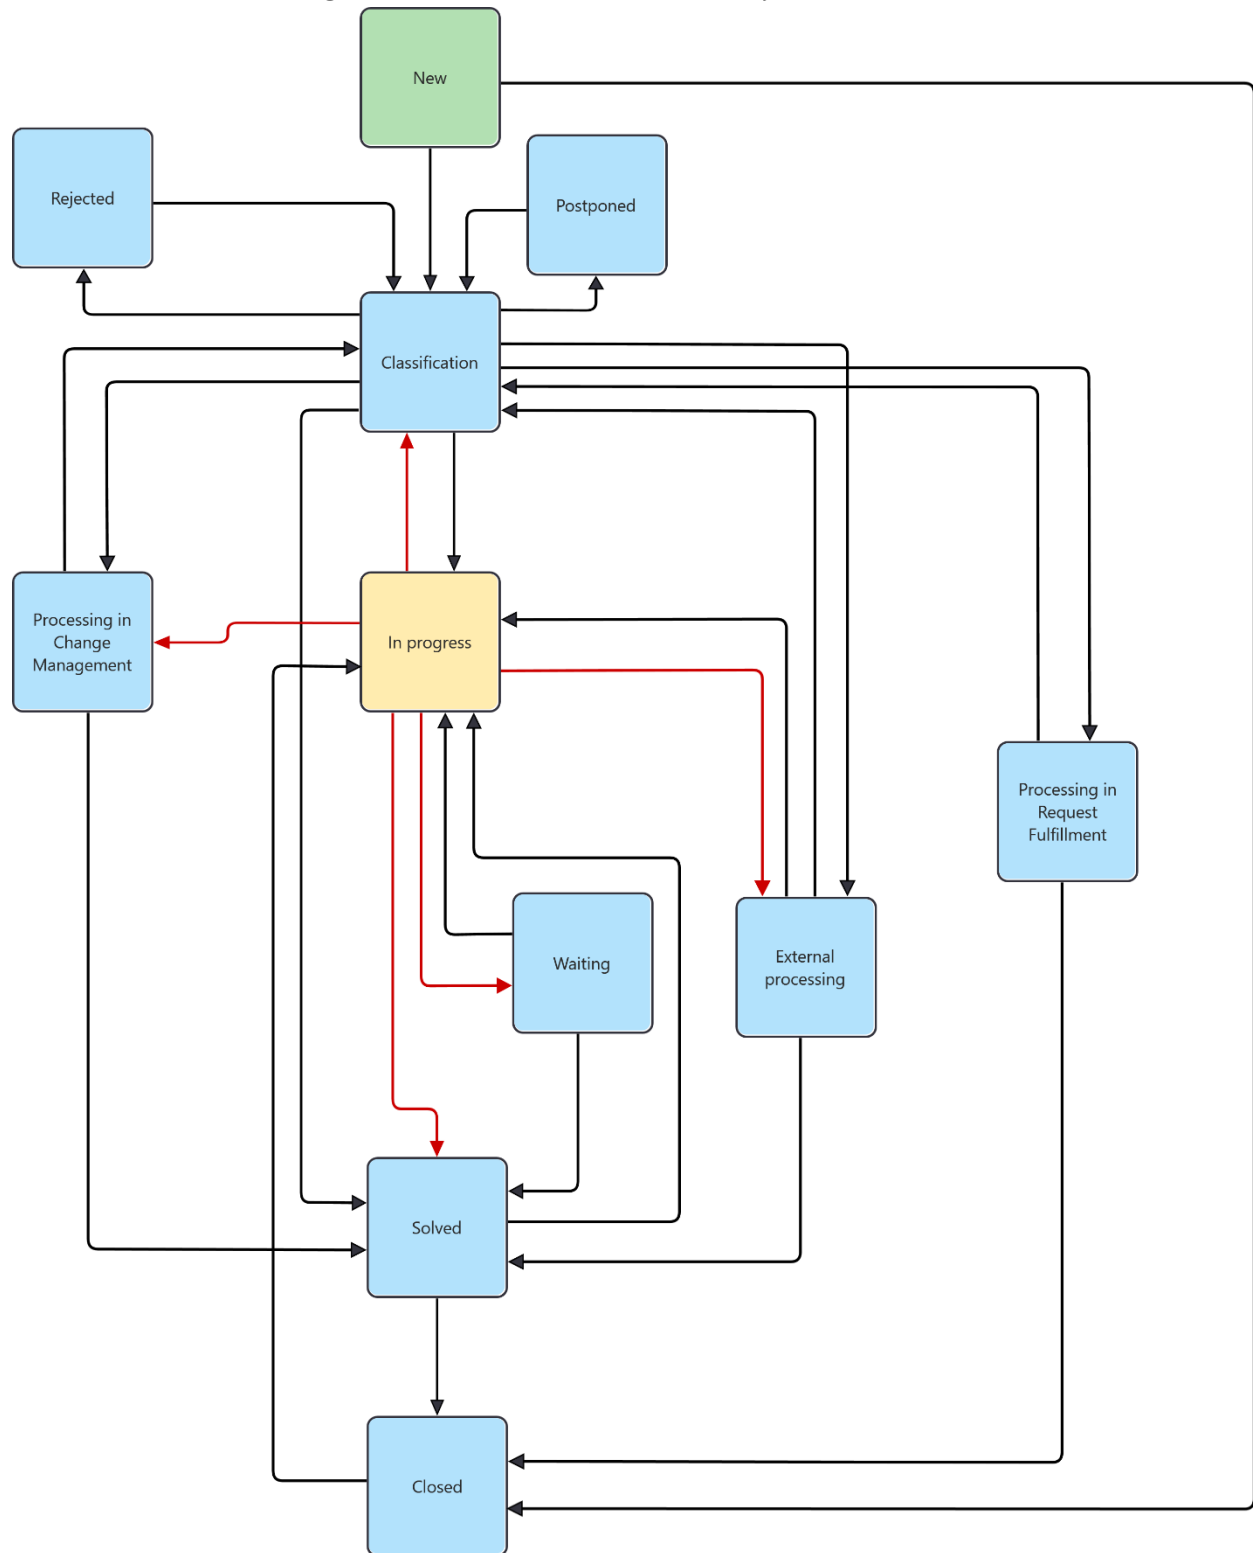 New
Rejected
Postponed
Classification
Processing in
Change
Management
In progress
Processing in
Request
Fulfillment
Waiting
External
processing
Solved
Closed